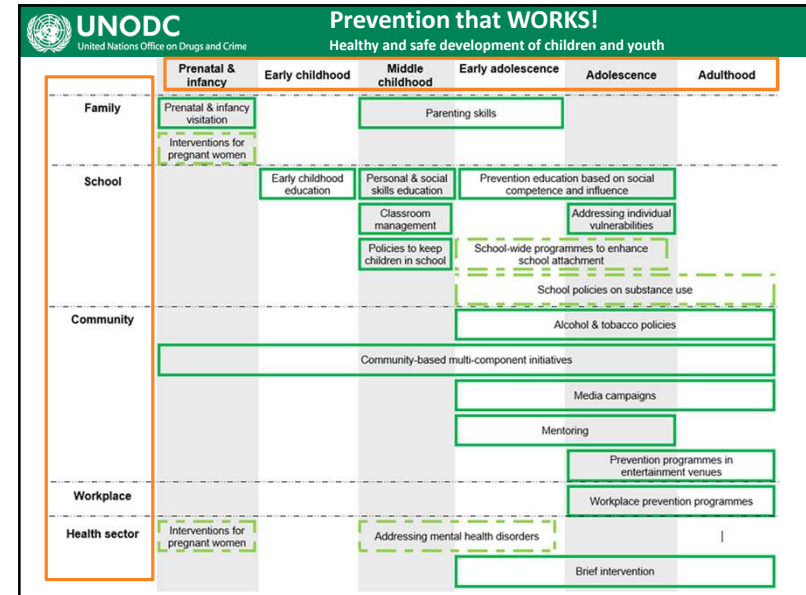 UNODC
United Nations Office on Drugs and Crime
Prevention that WORKS!
Healthy and safe development of children and youth
Prenatal &
infancy
Early childhood
Middle
childhood
Early adolescence
Adolescence
Adulthood
Family
Prenatal & infancy
visitation
Parenting skills
Interventions for
pregnant women
School
Early childhood
education
Personal & social
skills education
Prevention education based on social
competence and influence
Classroom
management
Addressing individual
vulnerabilities
Policies to keep
children in school
School-wide programmes to enhance
school attachment
School policies on substance use
Community
Alcohol & tobacco policies
Community-based multi-component initiatives
Media campaigns
Mentoring
Prevention programmes in
entertainment venues
Workplace
Workplace prevention programmes
Health sector
Interventions for
pregnant women
Addressing mental health disorders
Brief intervention